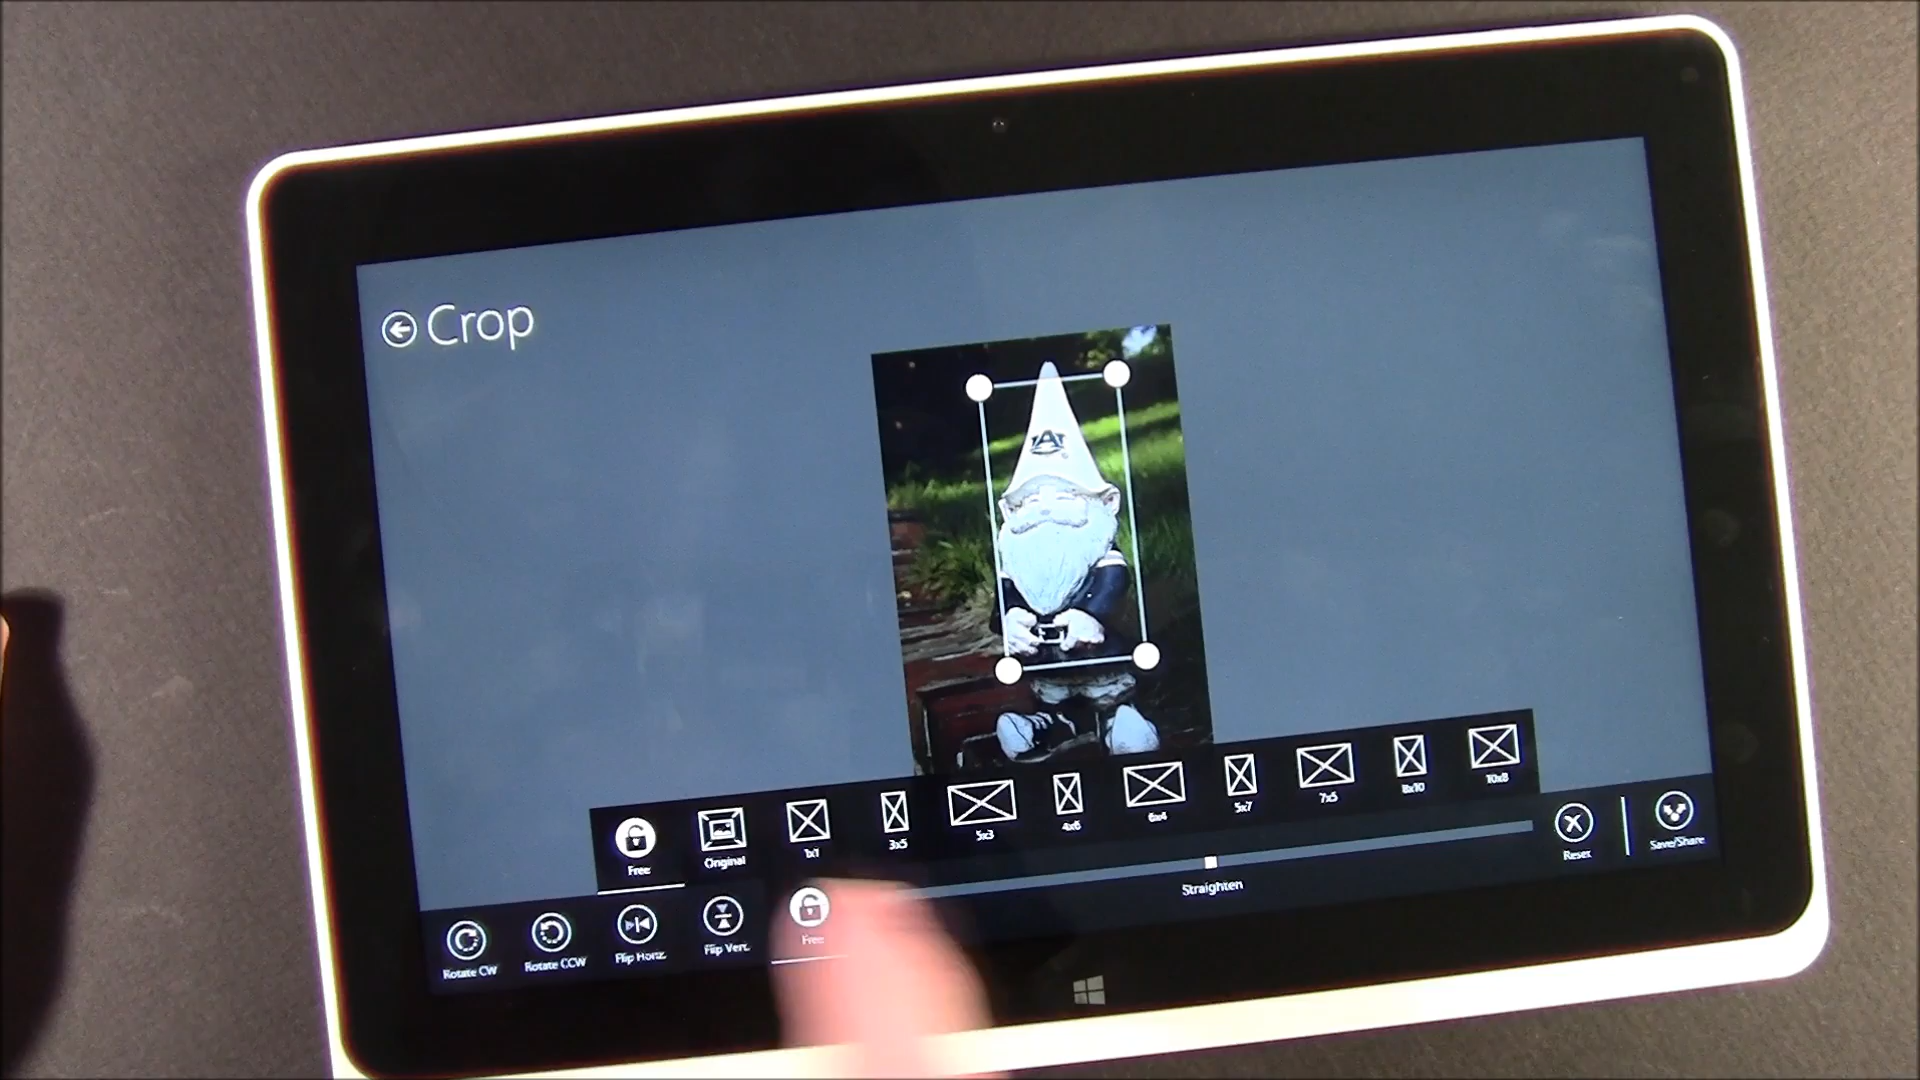 Crop
AU
Free
Original
1x1
3x5
5x3
4x6
6x4
5x7
7x5
8x10
10x8
Rotate CW
Rotate CCW
Flip Horiz.
Flip Vert.
Free
Straighten
Reset
Save/Share